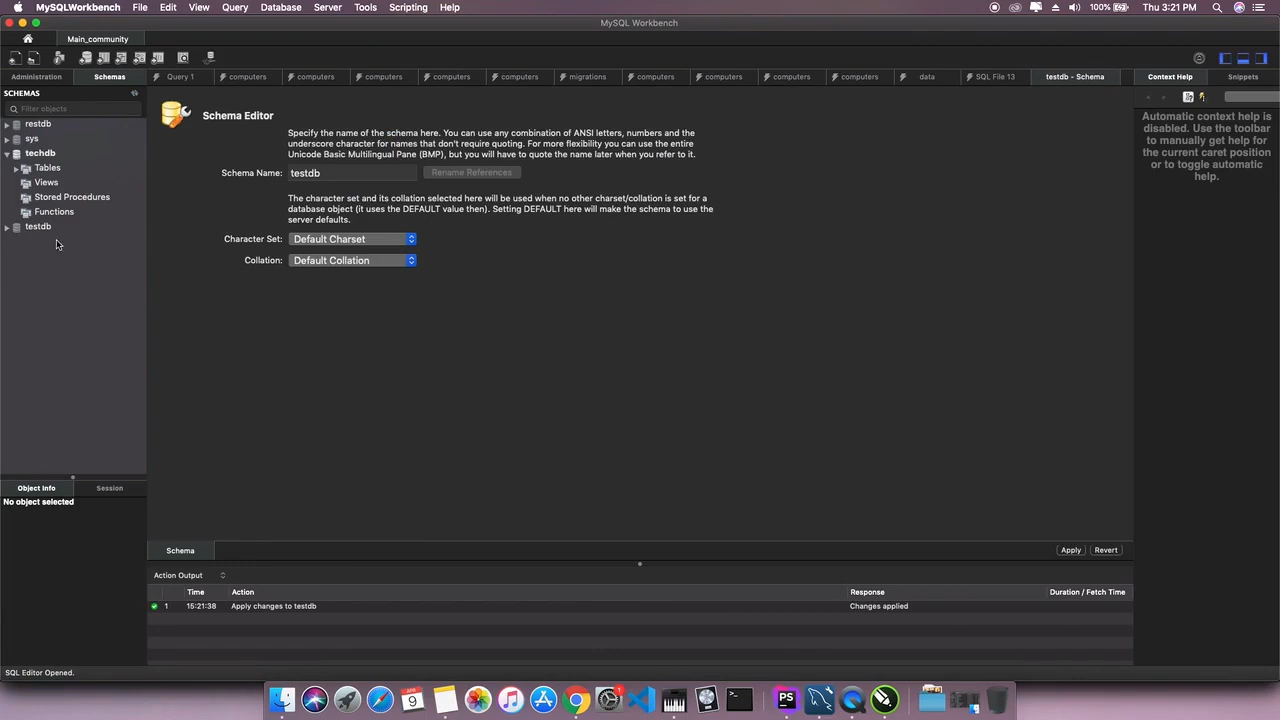 MySQLWorkbench File Edit View Query Database Server Tools Scripting Help 100% Thu 3:21 PM
MySQL Workbench
Main_community
Administration Schemas Query 1 computers computers computers computers computers migrations computers computers computers computers data SQL File 13 testdb - Schema Context Help Snippets
SCHEMAS
Filter objects
restdb
sys
techdb
Tables
Views
Stored Procedures
Functions
testdb
Schema Editor
Specify the name of the schema here. You can use any combination of ANSI letters, numbers and the
underscore character for names that don't require quoting. For more flexibility you can use the entire
Unicode Basic Multilingual Pane (BMP), but you will have to quote the name later when you refer to it.
Schema Name: testdb Rename References
The character set and its collation selected here will be used when no other charset/collation is set for a
database object (it uses the DEFAULT value then). Setting DEFAULT here will make the schema to use the
server defaults.
Character Set: Default Charset
Collation: Default Collation
Automatic context help is
disabled. Use the toolbar
to manually get help for
the current caret position
or to toggle automatic
help.
Object Info Session
No object selected
Schema Apply Revert
Action Output
Time Action Response Duration / Fetch Time
1 15:21:38 Apply changes to testdb Changes applied
SQL Editor Opened.
9
1
PS